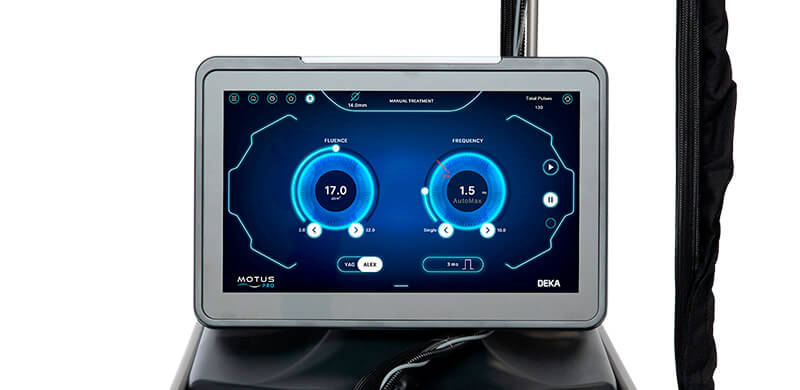 14.0mm
MANUAL TREATMENT
Total Pulses
130
FLUENCE
FREQUENCY
17.0
J/cm²
1.5 Hz
AutoMax
2.0
22.0
Single
10.0
YAG ALEX
3 ms
MOTUS
PRO
DEKA